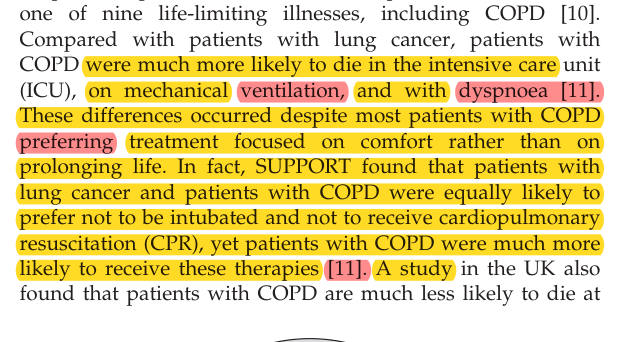 one of nine life-limiting illnesses, including COPD [10].
Compared with patients with lung cancer, patients with
COPD were much more likely to die in the intensive care unit
(ICU), on mechanical ventilation, and with dyspnoea [11].
These differences occurred despite most patients with COPD
preferring treatment focused on comfort rather than on
prolonging life. In fact, SUPPORT found that patients with
lung cancer and patients with COPD were equally likely to
prefer not to be intubated and not to receive cardiopulmonary
resuscitation (CPR), yet patients with COPD were much more
likely to receive these therapies [11]. A study in the UK also
found that patients with COPD are much less likely to die at